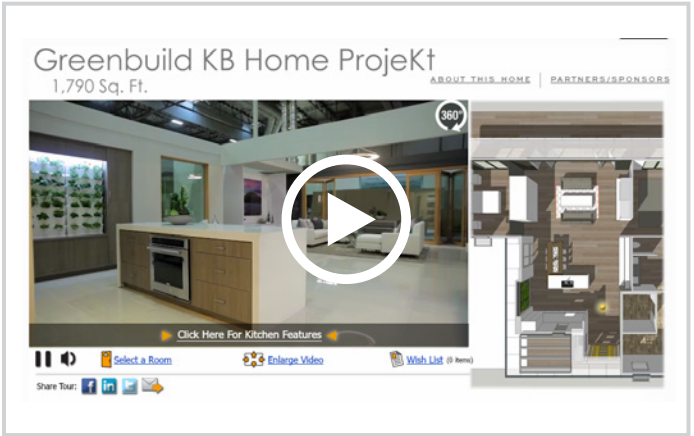 Greenbuild KB Home ProjeKt
1,790 Sq. Ft.
ABOUT THIS HOME
PARTNERS/SPONSORS
360°
Click Here For Kitchen Features
Select a Room
Enlarge Video
Wish List (0 items)
Share Tour: